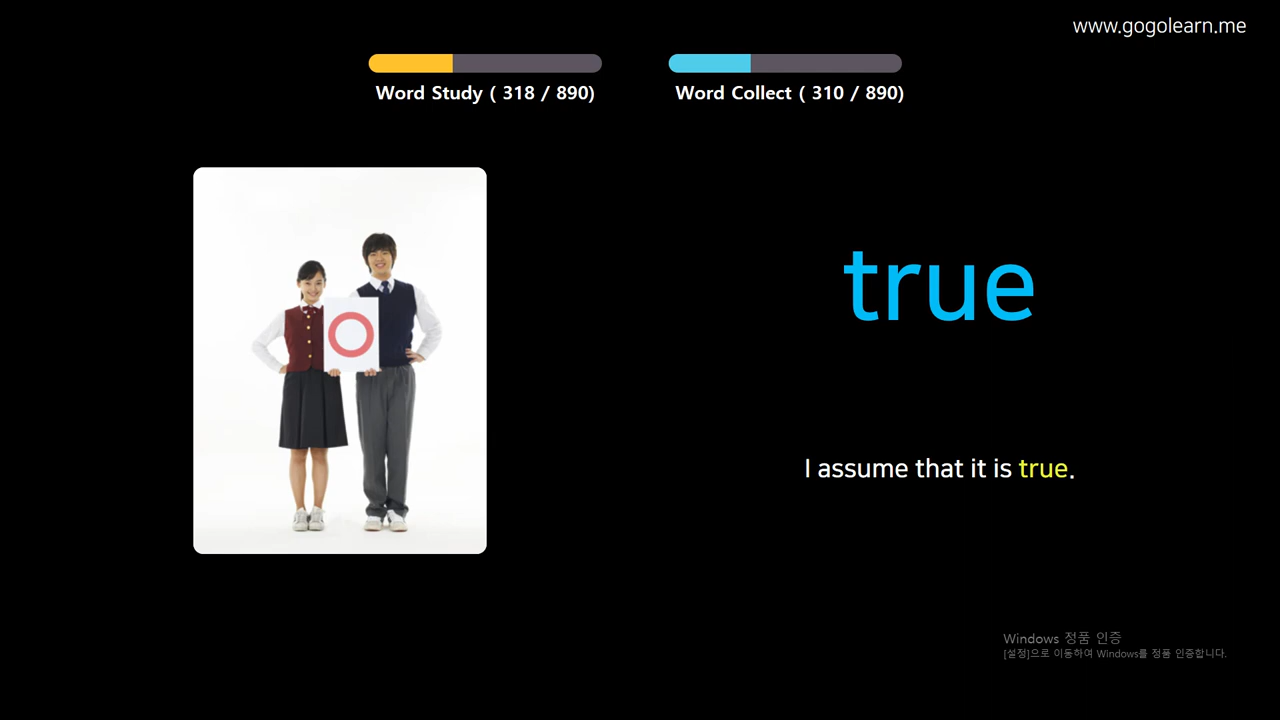 www.gogolearn.me
Word Study ( 318 / 890)
Word Collect ( 310 / 890)
true
I assume that it is true.
Windows 정품 인증
[설정]으로 이동하여 Windows를 정품 인증합니다.